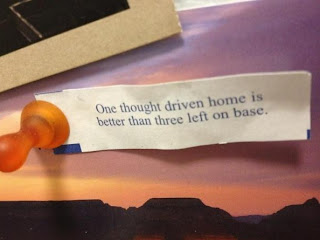 One thought driven home is
better than three left on base.